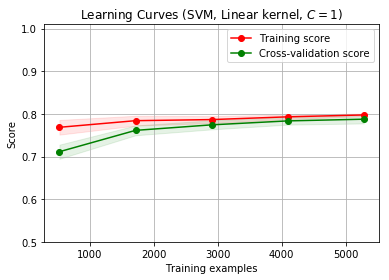 Learning Curves (SVM, Linear kernel, C = 1)
Training score
Cross-validation score
1.0
0.9
0.8
0.7
0.6
0.5
Score
1000 2000 3000 4000 5000
Training examples